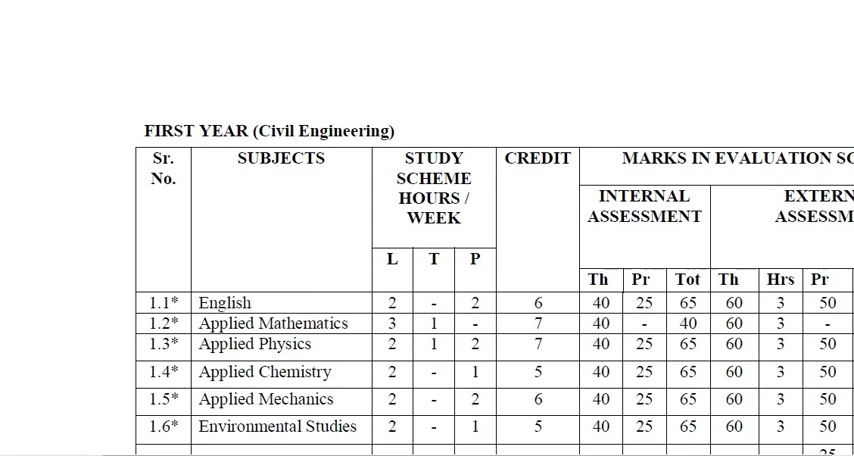 FIRST YEAR (Civil Engineering)
Sr. No. SUBJECTS STUDY SCHEME HOURS / WEEK CREDIT MARKS IN EVALUATION SC
INTERNAL ASSESSMENT EXTERN ASSESSM
L T P
Th Pr Tot Th Hrs Pr
1.1* English 2 - 2 6 40 25 65 60 3 50
1.2* Applied Mathematics 3 1 - 7 40 - 40 60 3 -
1.3* Applied Physics 2 1 2 7 40 25 65 60 3 50
1.4* Applied Chemistry 2 - 1 5 40 25 65 60 3 50
1.5* Applied Mechanics 2 - 2 6 40 25 65 60 3 50
1.6* Environmental Studies 2 - 1 5 40 25 65 60 3 50